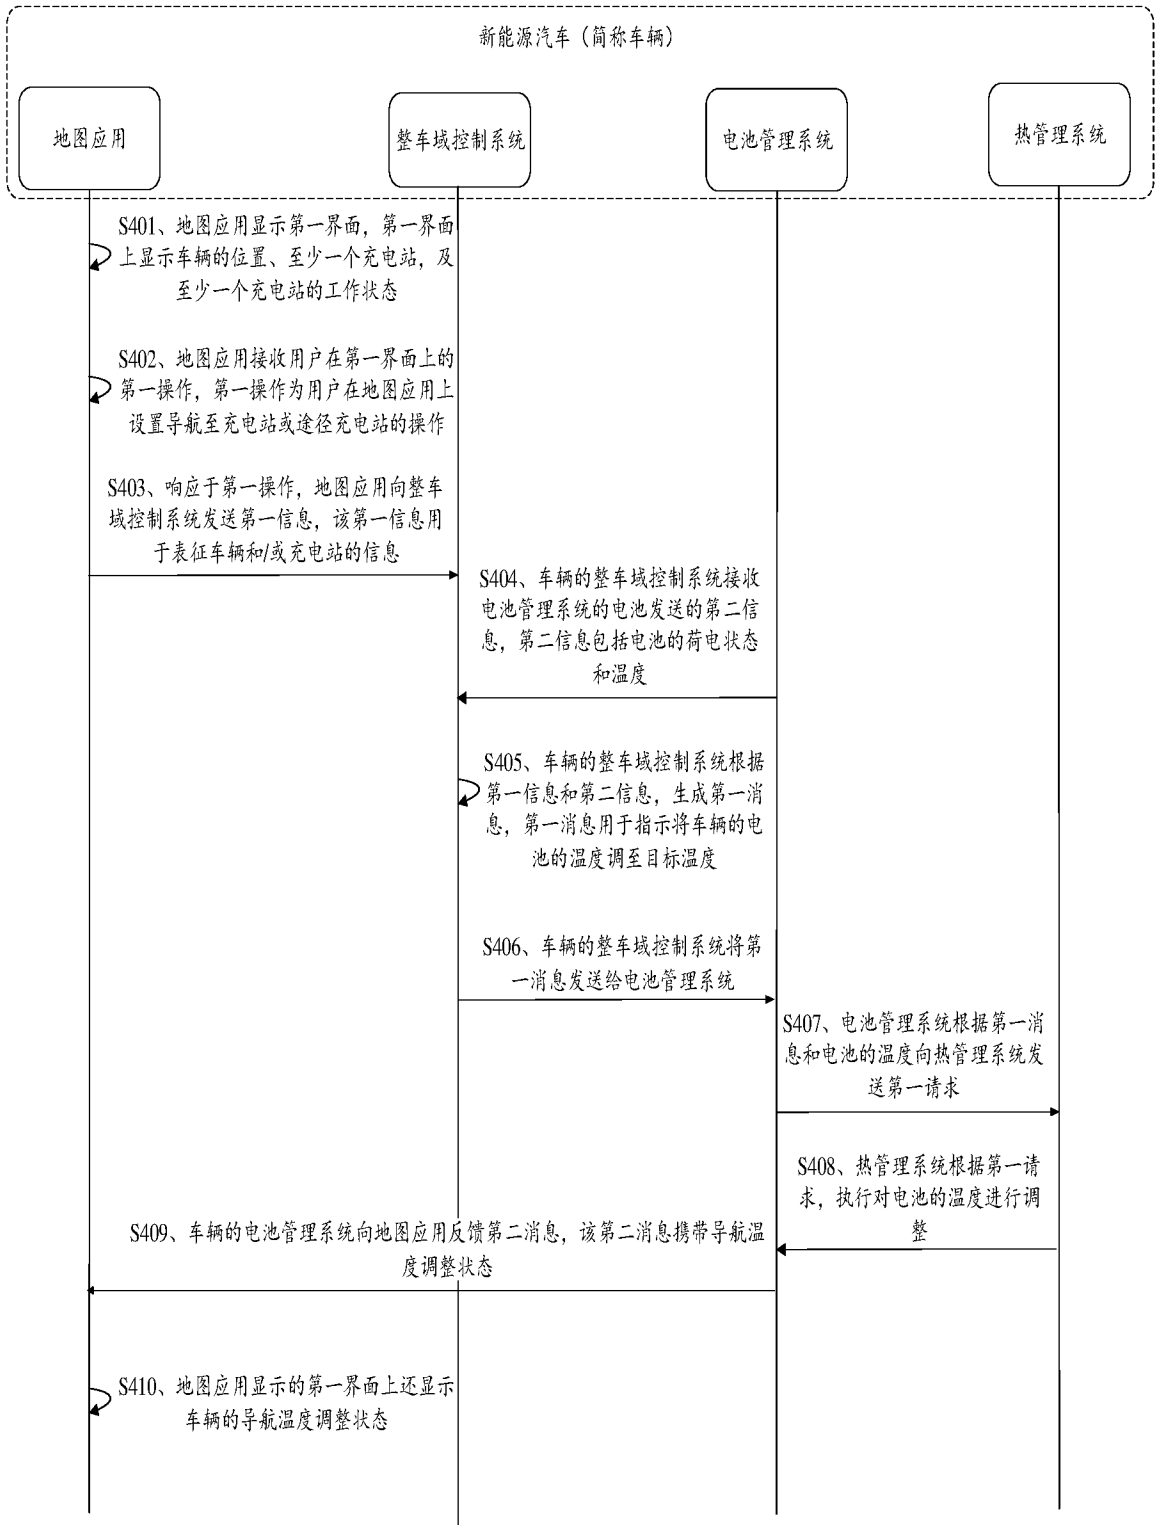 新能源汽车（简称车辆）
地图应用
整车域控制系统
电池管理系统
热管理系统
S401、地图应用显示第一界面，第一界面
上显示车辆的位置、至少一个充电站，及
至少一个充电站的工作状态
S402、地图应用接收用户在第一界面上的
第一操作，第一操作为用户在地图应用上
设置导航至充电站或途径充电站的操作
S403、响应于第一操作，地图应用向整车
域控制系统发送第一信息，该第一信息用
于表征车辆和/或充电站的信息
S404、车辆的整车域控制系统接收
电池管理系统的电池发送的第二信
息，第二信息包括电池的荷电状态
和温度
S405、车辆的整车域控制系统根据
第一信息和第二信息，生成第一消
息，第一消息用于指示将车辆的电
池的温度调至目标温度
S406、车辆的整车域控制系统将第
一消息发送给电池管理系统
S407、电池管理系统根据第一消
息和电池的温度向热管理系统发
送第一请求
S408、热管理系统根据第一请
求，执行对电池的温度进行调
整
S409、车辆的电池管理系统向地图应用反馈第二消息，该第二消息携带导航温
度调整状态
S410、地图应用显示的第一界面上还显示
车辆的导航温度调整状态